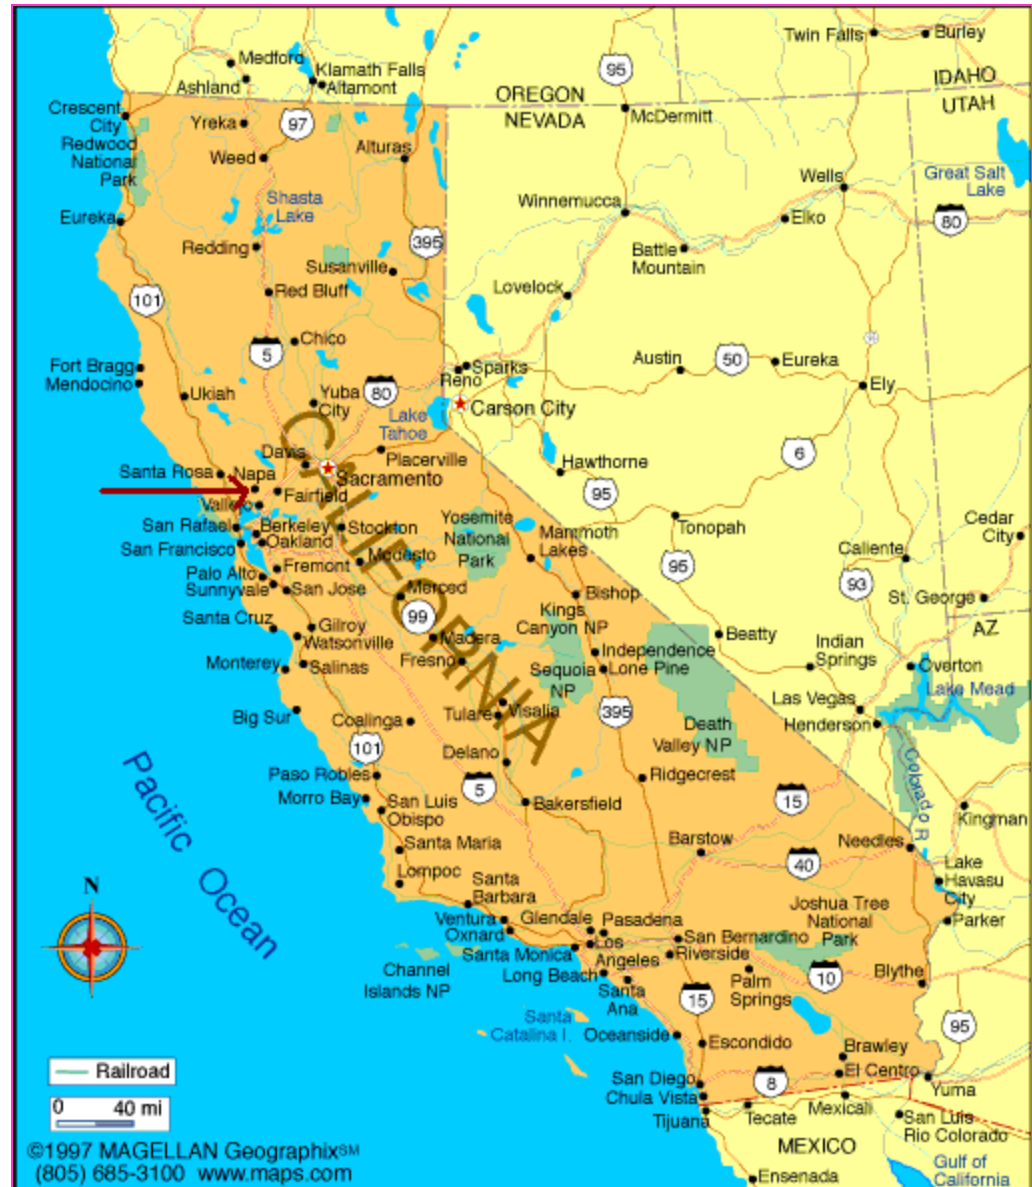 Twin Falls
Burley
Medford
Klamath Falls
Altamont
Ashland
95
IDAHO
UTAH
OREGON
NEVADA
Crescent
City
Redwood
National
Park
Yreka
97
McDermitt
Weed
Alturas
Wells
Great Salt
Lake
Shasta
Lake
Winnemucca
Elko
80
Eureka
Redding
395
Battle
Mountain
Susanville
Lovelock
Red Bluff
101
Chico
5
Fort Bragg
Mendocino
Sparks
Reno
Austin
50
Eureka
Ely
Ukiah
Yuba
City
80
Lake
Tahoe
Carson City
CALIFORNIA
Davis
Placerville
6
Santa Rosa
Napa
Sacramento
Hawthorne
95
Fairfield
Vallejo
San Rafael
Berkeley
Stockton
Yosemite
National
Park
Mammoth
Lakes
Tonopah
Cedar
City
San Francisco
Oakland
Modesto
Caliente
Palo Alto
Fremont
95
93
Sunnyvale
San Jose
Merced
Bishop
St. George
Santa Cruz
99
Kings
Canyon NP
Gilroy
Watsonville
Madera
Beatty
AZ
Indian
Springs
Monterey
Salinas
Fresno
Independence
Lone Pine
Sequoia
NP
Overton
Lake Mead
Las Vegas
Henderson
Big Sur
Coalinga
Tulare
Visalia
395
Death
Valley NP
101
Delano
Colorado R.
Pacific Ocean
Paso Robles
5
Ridgecrest
15
Morro Bay
San Luis
Obispo
Bakersfield
Kingman
Santa Maria
Barstow
40
Needles
Lompoc
Lake
Havasu
City
N
Santa
Barbara
Joshua Tree
National
Park
Ventura
Oxnard
Glendale
Pasadena
Parker
Santa Monica
Los
Angeles
San Bernardino
Riverside
Channel
Islands NP
Long Beach
Santa
Ana
Palm
Springs
10
Blythe
15
Santa
Catalina I.
Oceanside
Escondido
95
Brawley
El Centro
Railroad
San Diego
8
Yuma
Chula Vista
0 40 mi
Tijuana
Tecate
Mexicali
San Luis
Rio Colorado
MEXICO
©1997 MAGELLAN Geographix℠
(805) 685-3100 www.maps.com
Ensenada
Gulf of
California